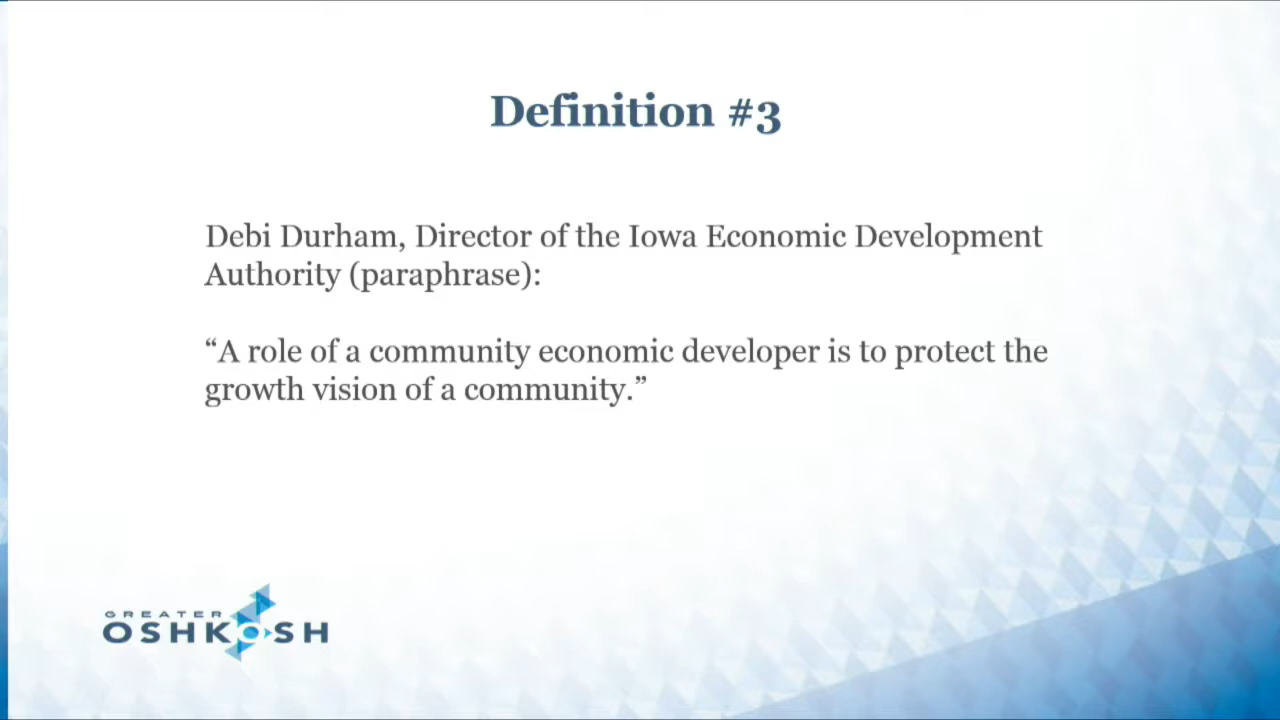 Definition #3
Debi Durham, Director of the Iowa Economic Development
Authority (paraphrase):
“A role of a community economic developer is to protect the
growth vision of a community.”
GREATER
OSHKOSH